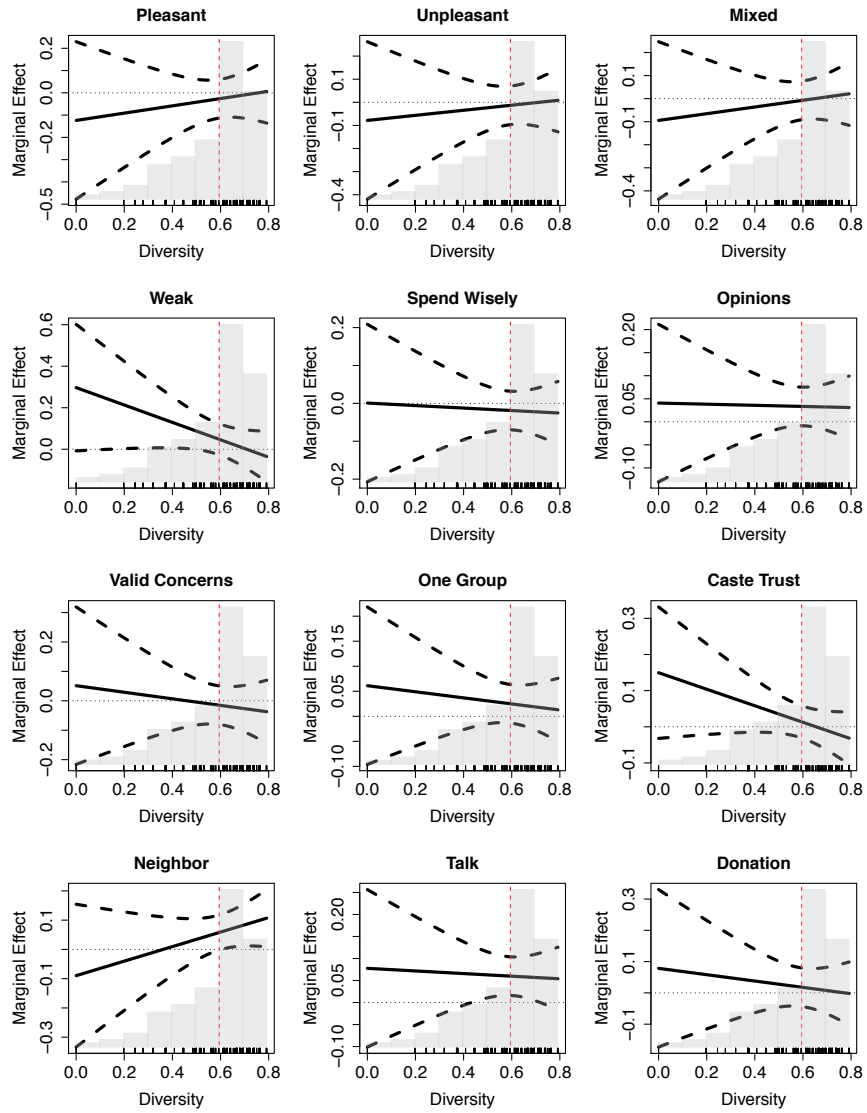 Pleasant
Marginal Effect
0.2
0.0
−0.2
−0.5
0.0 0.2 0.4 0.6 0.8
Diversity
Unpleasant
Marginal Effect
0.1
−0.1
−0.4
0.0 0.2 0.4 0.6 0.8
Diversity
Mixed
Marginal Effect
0.1
−0.1
−0.4
0.0 0.2 0.4 0.6 0.8
Diversity
Weak
Marginal Effect
0.6
0.4
0.2
0.0
0.0 0.2 0.4 0.6 0.8
Diversity
Spend Wisely
Marginal Effect
0.2
0.0
−0.2
0.0 0.2 0.4 0.6 0.8
Diversity
Opinions
Marginal Effect
0.20
0.05
−0.10
0.0 0.2 0.4 0.6 0.8
Diversity
Valid Concerns
Marginal Effect
0.2
0.0
−0.2
0.0 0.2 0.4 0.6 0.8
Diversity
One Group
Marginal Effect
0.15
0.05
−0.10
0.0 0.2 0.4 0.6 0.8
Diversity
Caste Trust
Marginal Effect
0.3
0.1
−0.1
0.0 0.2 0.4 0.6 0.8
Diversity
Neighbor
Marginal Effect
0.1
−0.1
−0.3
0.0 0.2 0.4 0.6 0.8
Diversity
Talk
Marginal Effect
0.20
0.05
−0.10
0.0 0.2 0.4 0.6 0.8
Diversity
Donation
Marginal Effect
0.3
0.1
−0.1
0.0 0.2 0.4 0.6 0.8
Diversity